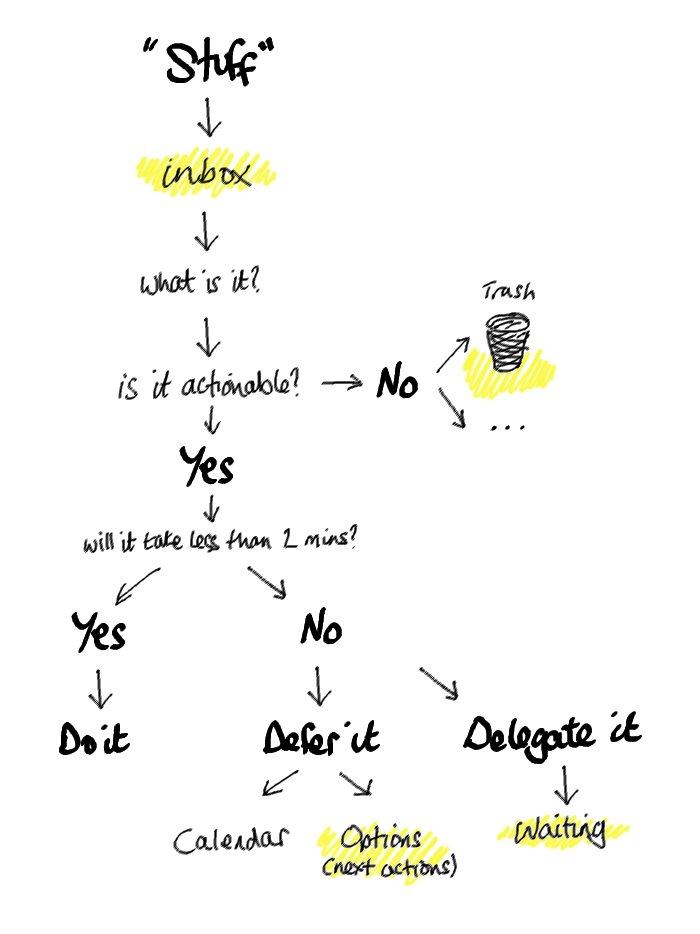 "Stuff"
inbox
What is it?
Trash
is it actionable? No
...
Yes
will it take less than 2 mins?
Yes No
Do it Defer it Delegate it
Calendar Options Waiting
(next actions)